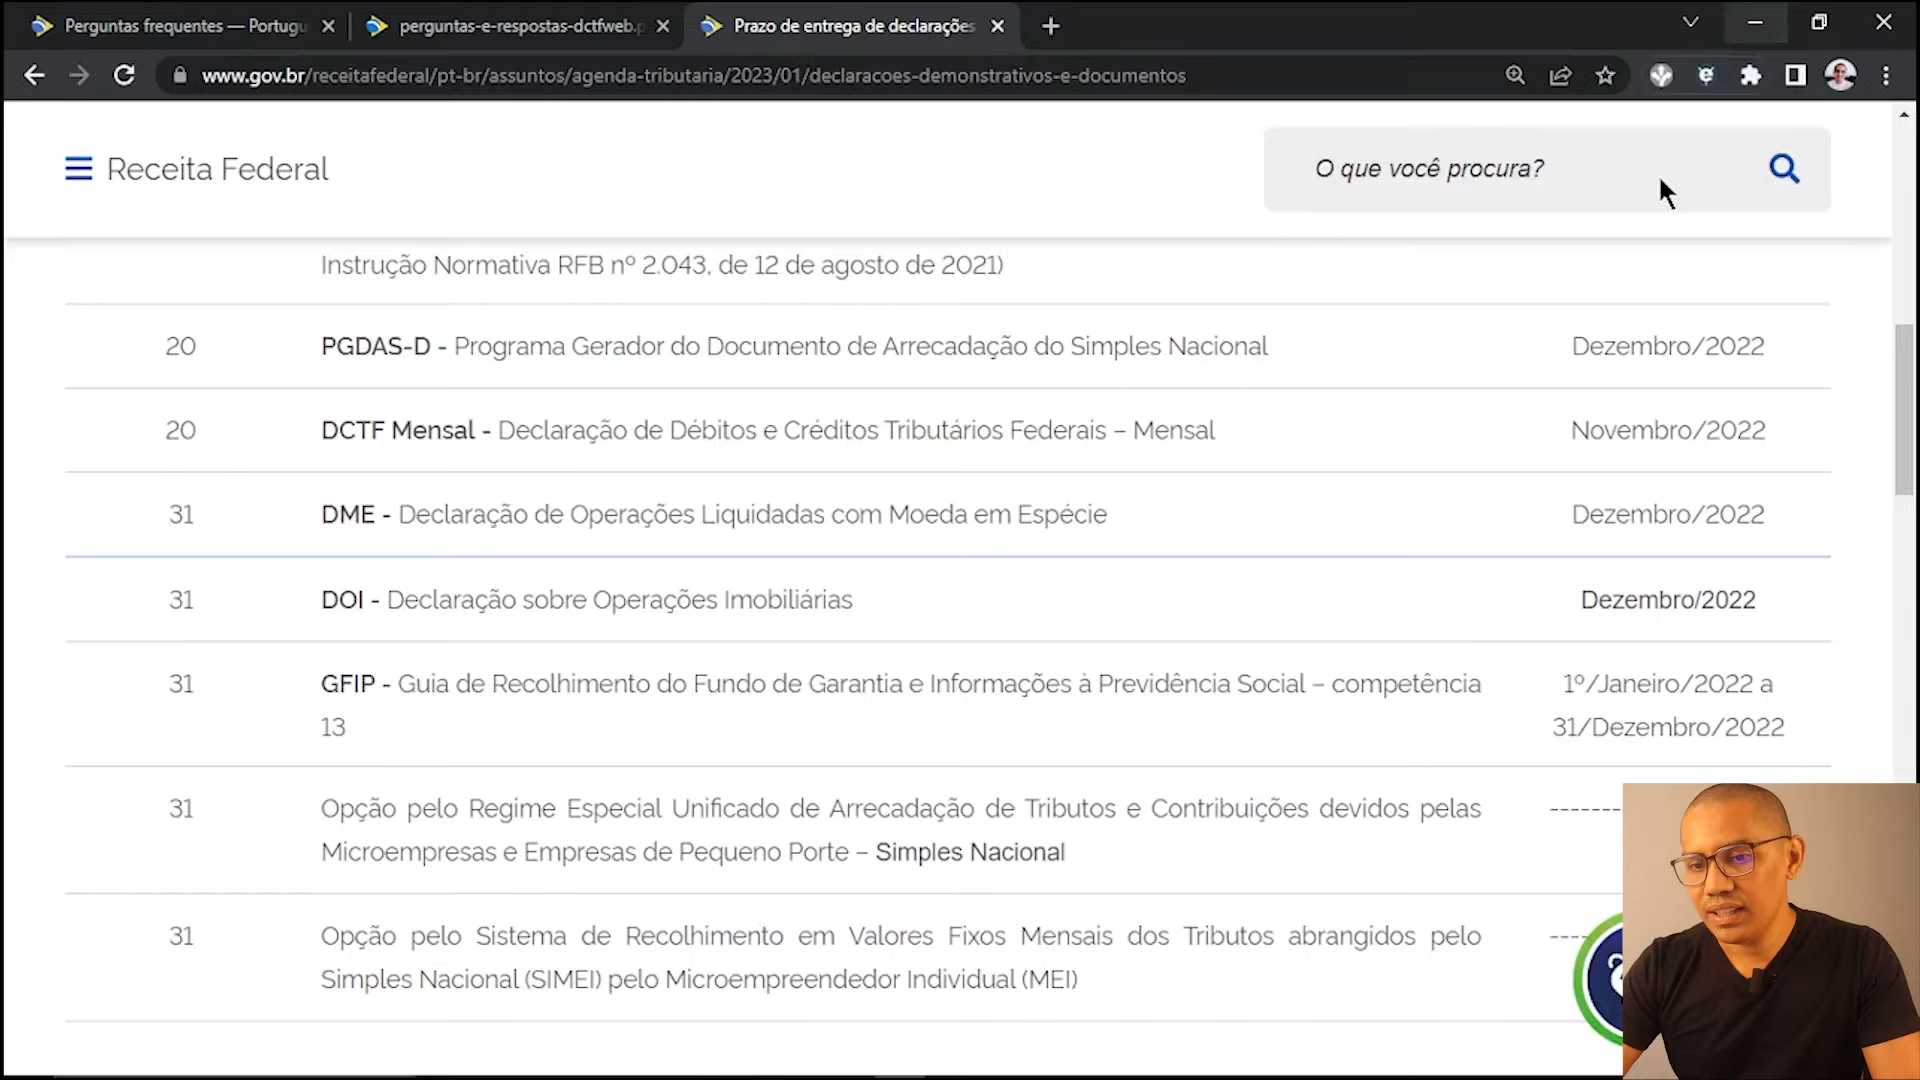 Perguntas frequentes — Portugu
perguntas-e-respostas-dctfweb.p
Prazo de entrega de declarações
www.gov.br/receitafederal/pt-br/assuntos/agenda-tributaria/2023/01/declaracoes-demonstrativos-e-documentos
Receita Federal
O que você procura?
Instrução Normativa RFB nº 2.043, de 12 de agosto de 2021)
20 PGDAS-D - Programa Gerador do Documento de Arrecadação do Simples Nacional Dezembro/2022
20 DCTF Mensal - Declaração de Débitos e Créditos Tributários Federais – Mensal Novembro/2022
31 DME - Declaração de Operações Liquidadas com Moeda em Espécie Dezembro/2022
31 DOI - Declaração sobre Operações Imobiliárias Dezembro/2022
31 GFIP - Guia de Recolhimento do Fundo de Garantia e Informações à Previdência Social – competência 1º/Janeiro/2022 a
13 31/Dezembro/2022
31 Opção pelo Regime Especial Unificado de Arrecadação de Tributos e Contribuições devidos pelas -------
Microempresas e Empresas de Pequeno Porte – Simples Nacional
31 Opção pelo Sistema de Recolhimento em Valores Fixos Mensais dos Tributos abrangidos pelo ---
Simples Nacional (SIMEI) pelo Microempreendedor Individual (MEI)